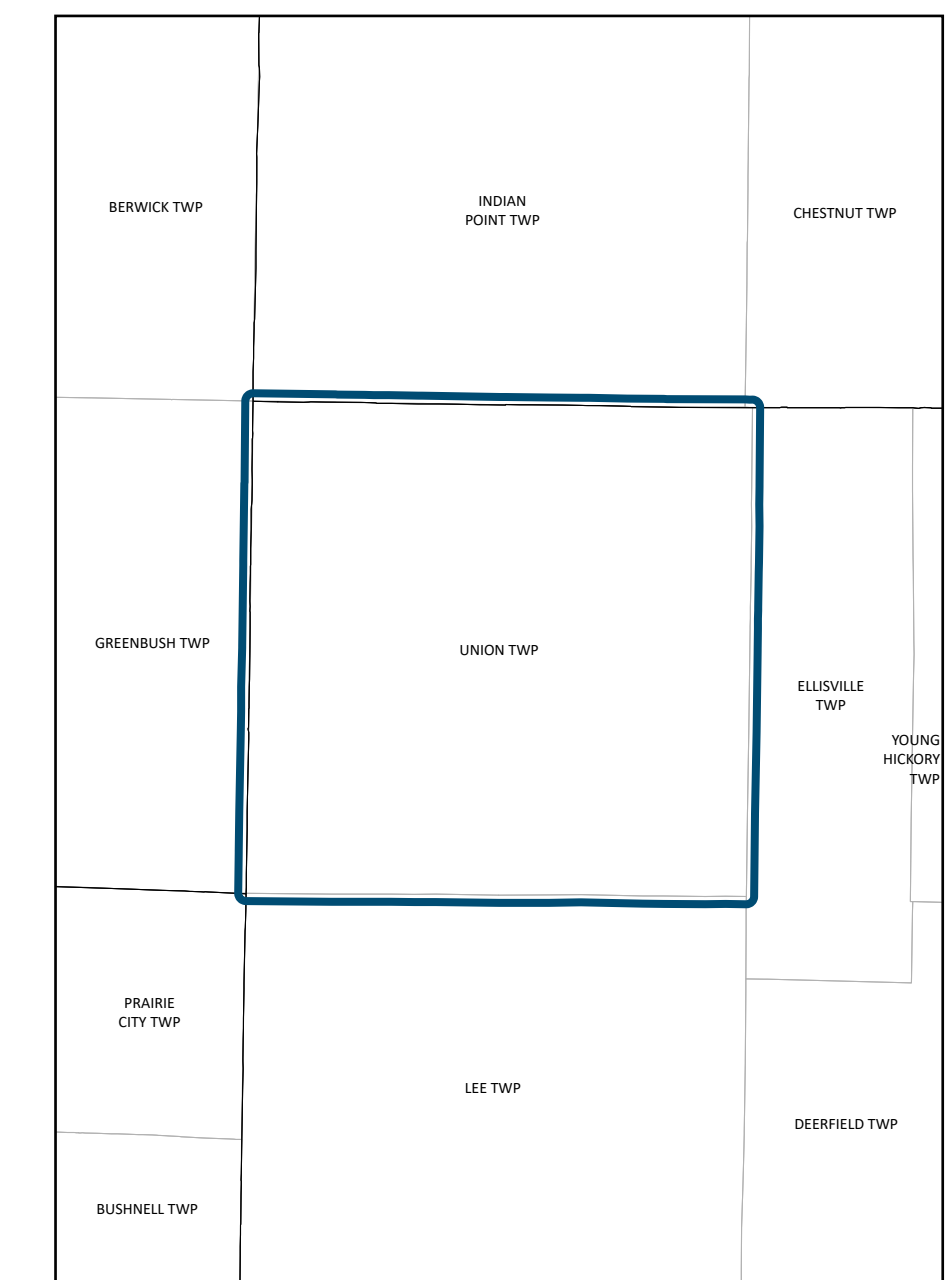 BERWICK TWP
INDIAN
POINT TWP
CHESTNUT TWP
GREENBUSH TWP
UNION TWP
ELLISVILLE
TWP
YOUNG
HICKORY
TWP
PRAIRIE
CITY TWP
LEE TWP
DEERFIELD TWP
BUSHNELL TWP